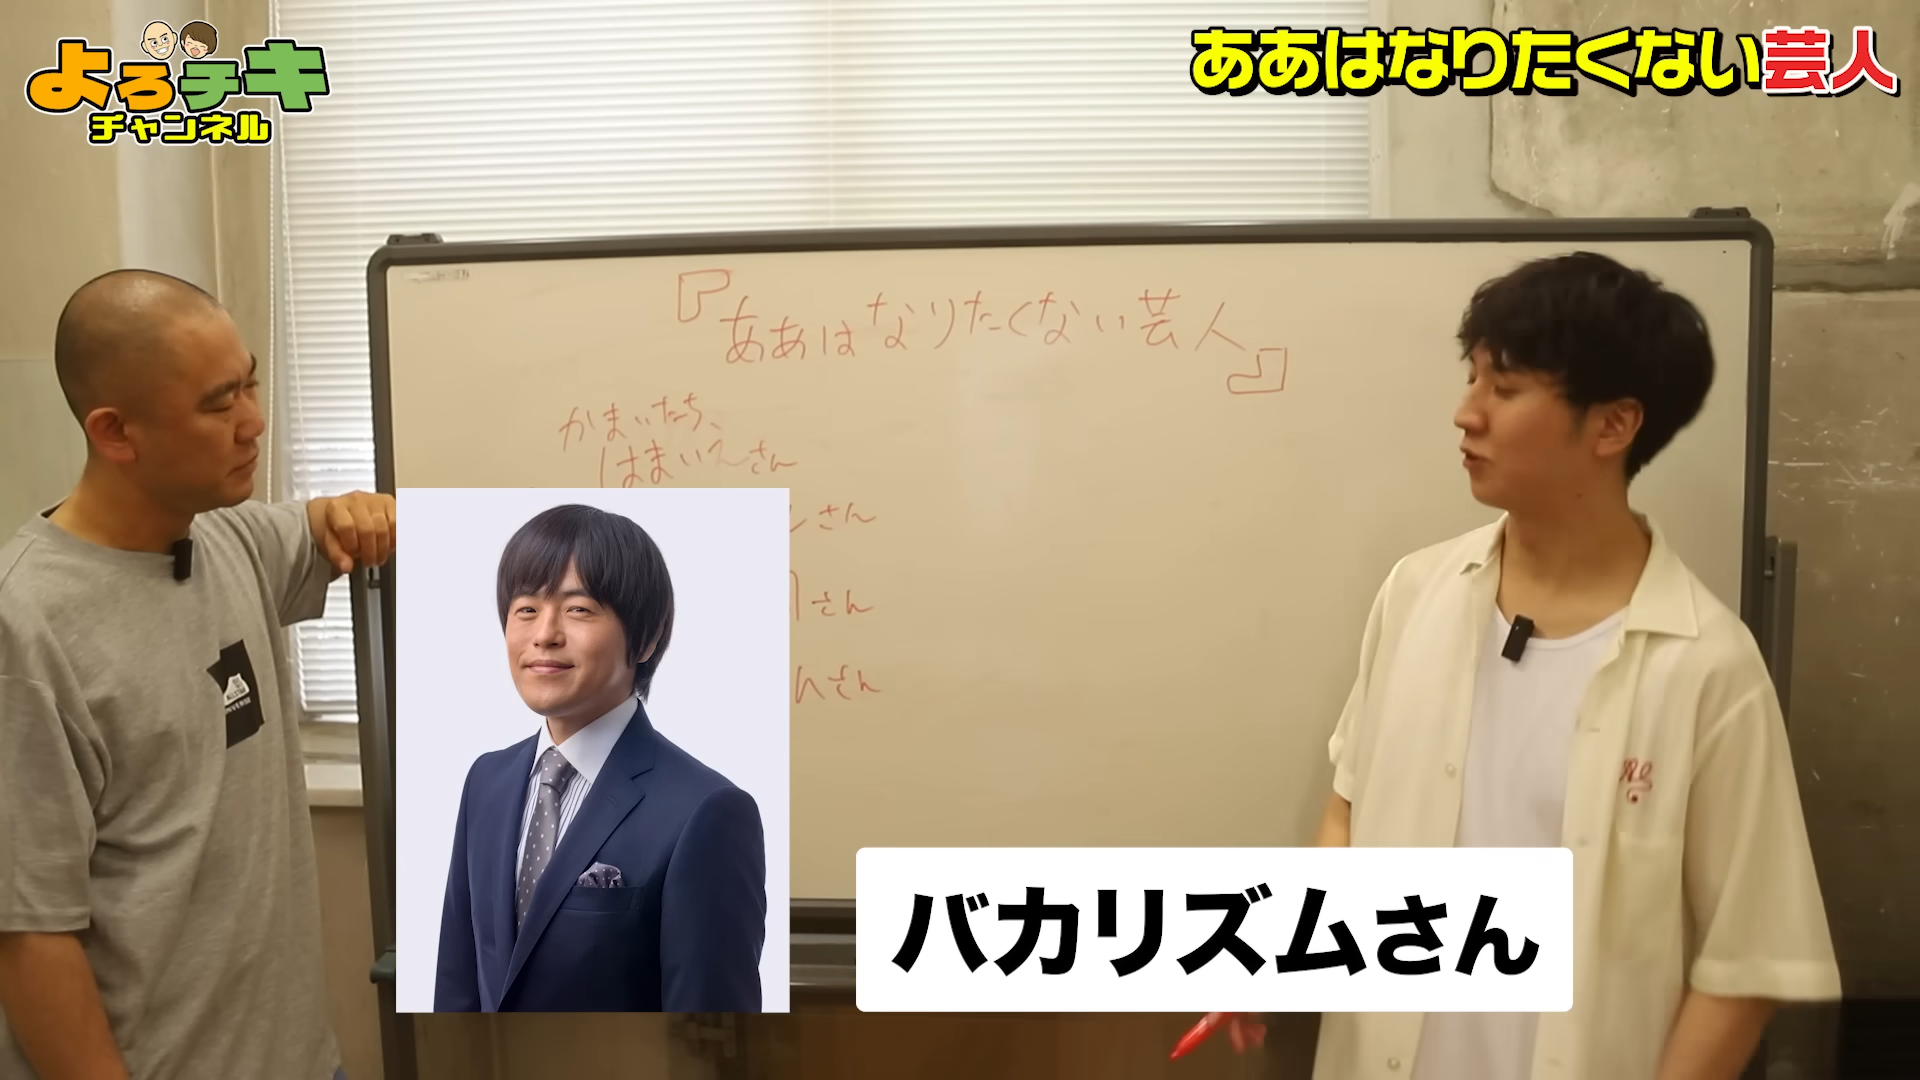 よろチキ
チャンネル
ああはなりたくない芸人
『ああはなりたくない芸人』
かまいたち、
はまいえさん
さん
さん
んさん
バカリズムさん